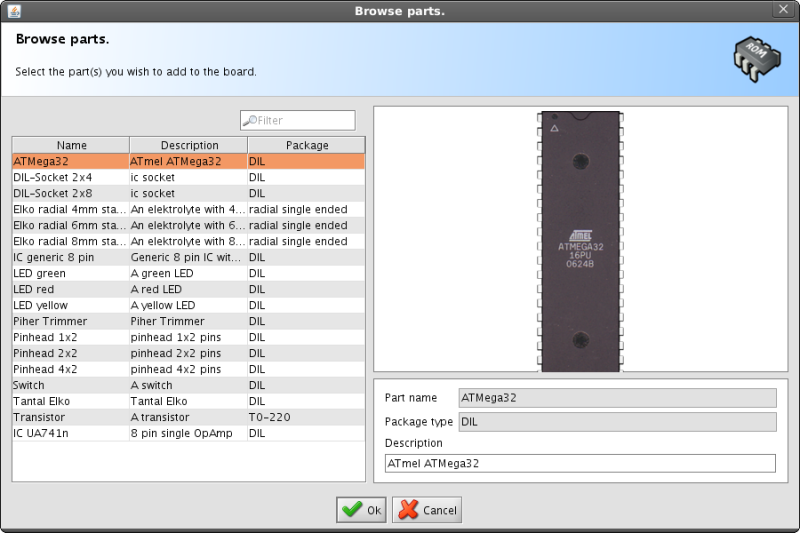 Browse parts.
Browse parts.
Select the part(s) you wish to add to the board.
ROM
Filter
Name Description Package
ATMega32 ATmel ATMega32 DIL
DIL-Socket 2x4 ic socket DIL
DIL-Socket 2x8 ic socket DIL
Elko radial 4mm sta... An elektrolyte with 4... radial single ended
Elko radial 6mm sta... An elektrolyte with 6... radial single ended
Elko radial 8mm sta... An elektrolyte with 8... radial single ended
IC generic 8 pin Generic 8 pin IC wit... DIL
LED green A green LED DIL
LED red A red LED DIL
LED yellow A yellow LED DIL
Piher Trimmer Piher Trimmer DIL
Pinhead 1x2 pinhead 1x2 pins DIL
Pinhead 2x2 pinhead 2x2 pins DIL
Pinhead 4x2 pinhead 4x2 pins DIL
Switch A switch DIL
Tantal Elko Tantal Elko DIL
Transistor A transistor TO-220
IC UA741n 8 pin single OpAmp DIL
ATMEL
ATMEGA32
16PU
0624B
Part name ATMega32
Package type DIL
Description
ATmel ATMega32
Ok Cancel